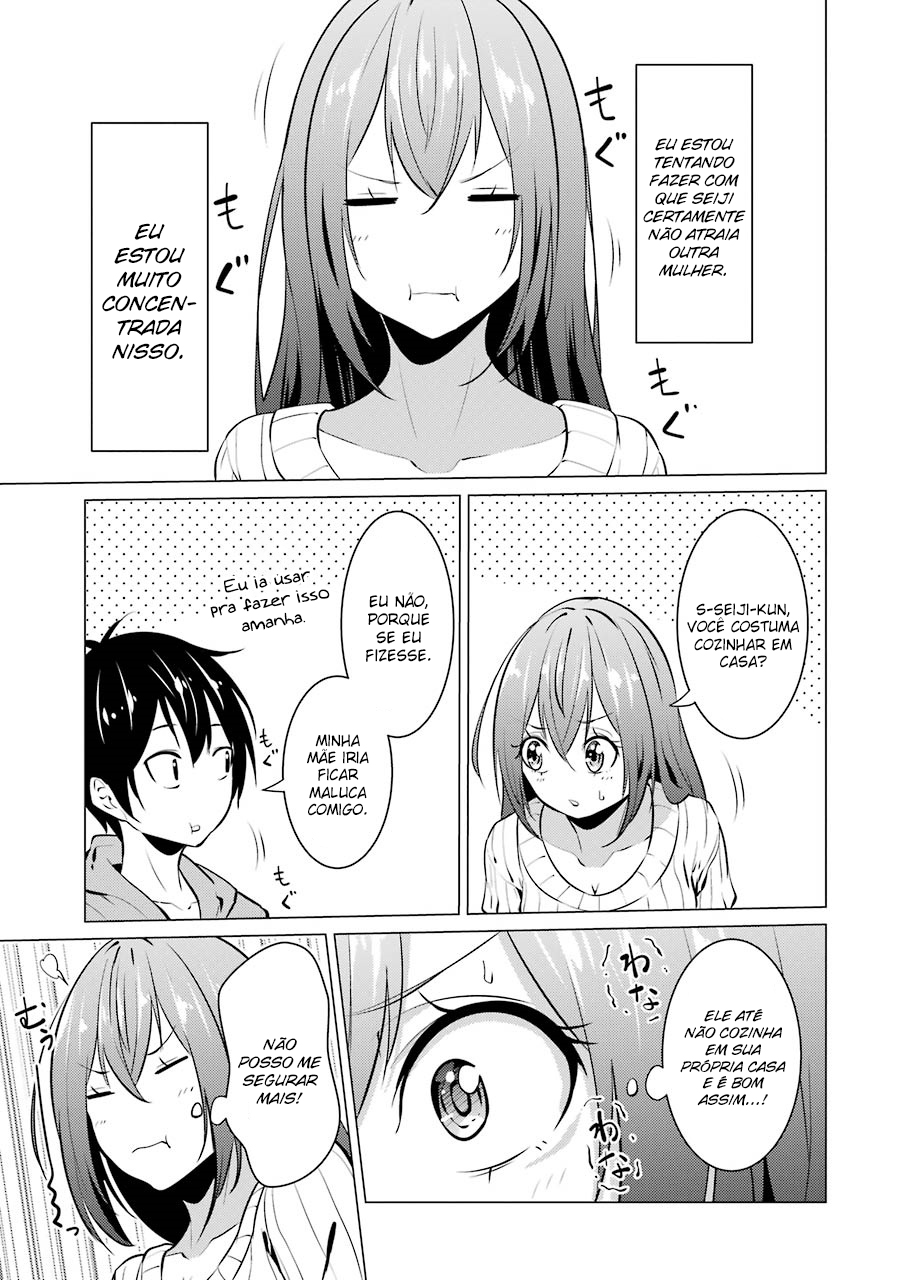 もぐ
EU ESTOU
TENTANDO
FAZER COM
QUE SEIJI
CERTAMENTE
NÃO ATRAIA
OUTRA
MULHER.
もぐ
EU
ESTOU
MUITO
CONCEN-
TRADA
NISSO.
もぐ
S-SEIJI-KUN,
VOCÊ COSTUMA
COZINHAR EM
CASA?
EU NÃO,
PORQUE
SE EU
FIZESSE.
MINHA
MÃE IRIA
FICAR
MALUCA
COMIGO.
Eu ia usar
pra fazer isso
amanha.
もぐ
もぐ
わな
ELE ATÉ
NÃO COZINHA
EM SUA
PRÓPRIA CASA
E É BOM
ASSIM...!
わな
NÃO
POSSO ME
SEGURAR
MAIS!
むっ